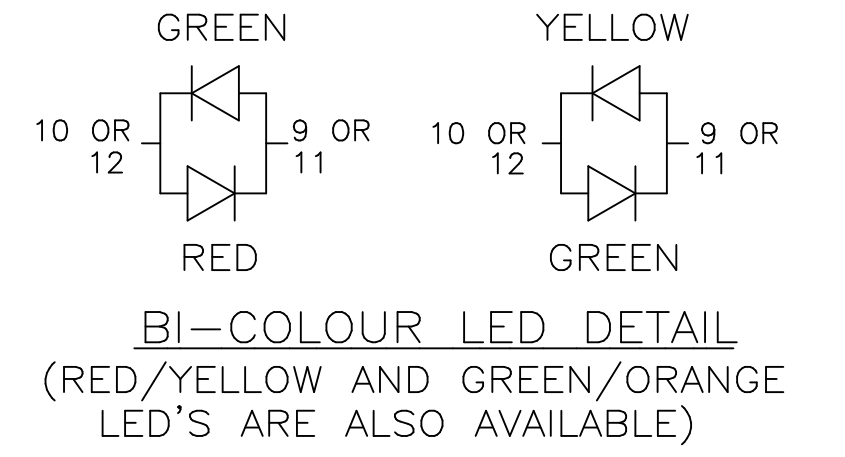 GREEN
YELLOW
10 OR
12
9 OR
11
10 OR
12
9 OR
11
RED
GREEN
BI-COLOUR LED DETAIL
(RED/YELLOW AND GREEN/ORANGE
LED'S ARE ALSO AVAILABLE)